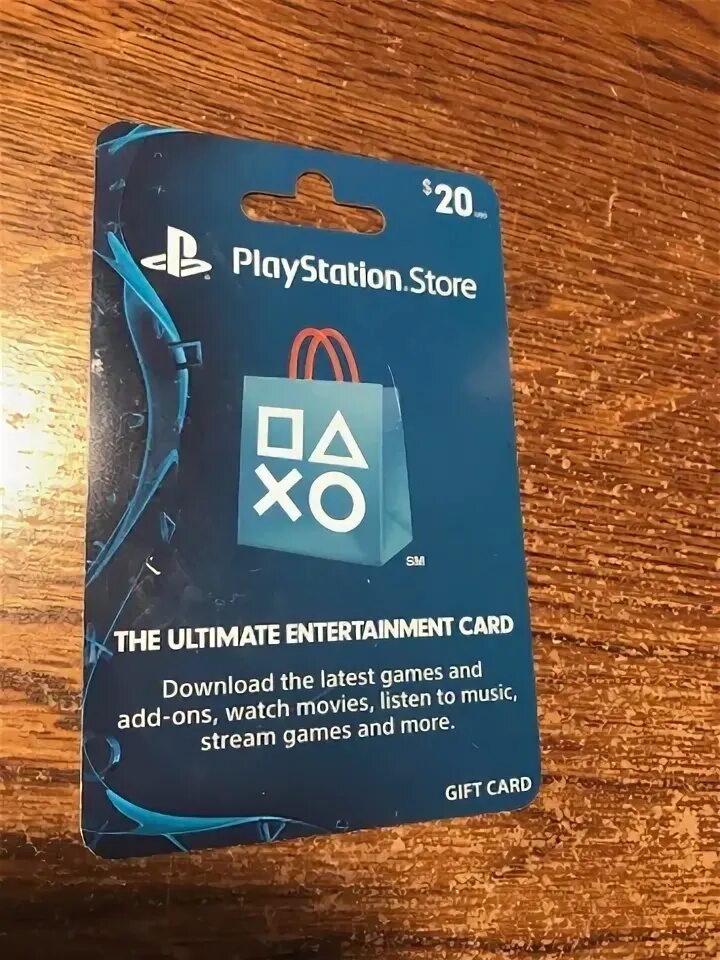 $20
PlayStation.Store
SM
THE ULTIMATE ENTERTAINMENT CARD
Download the latest games and
add-ons, watch movies, listen to music,
stream games and more.
GIFT CARD